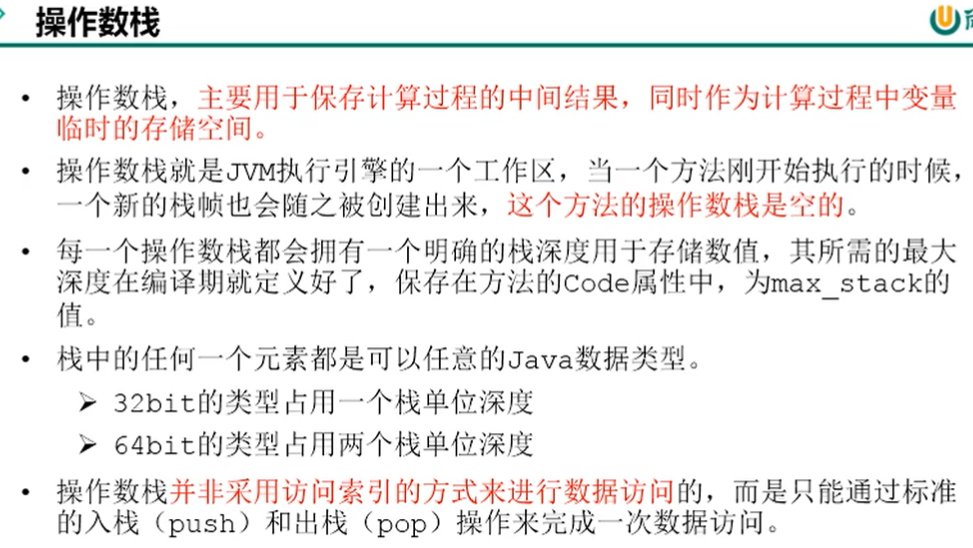 操作数栈
• 操作数栈，主要用于保存计算过程的中间结果，同时作为计算过程中变量
临时的存储空间。
• 操作数栈就是JVM执行引擎的一个工作区，当一个方法刚开始执行的时候，
一个新的栈帧也会随之被创建出来，这个方法的操作数栈是空的。
• 每一个操作数栈都会拥有一个明确的栈深度用于存储数值，其所需的最大
深度在编译期就定义好了，保存在方法的Code属性中，为max_stack的
值。
• 栈中的任何一个元素都是可以任意的Java数据类型。
➢ 32bit的类型占用一个栈单位深度
➢ 64bit的类型占用两个栈单位深度
• 操作数栈并非采用访问索引的方式来进行数据访问的，而是只能通过标准
的入栈（push）和出栈（pop）操作来完成一次数据访问。